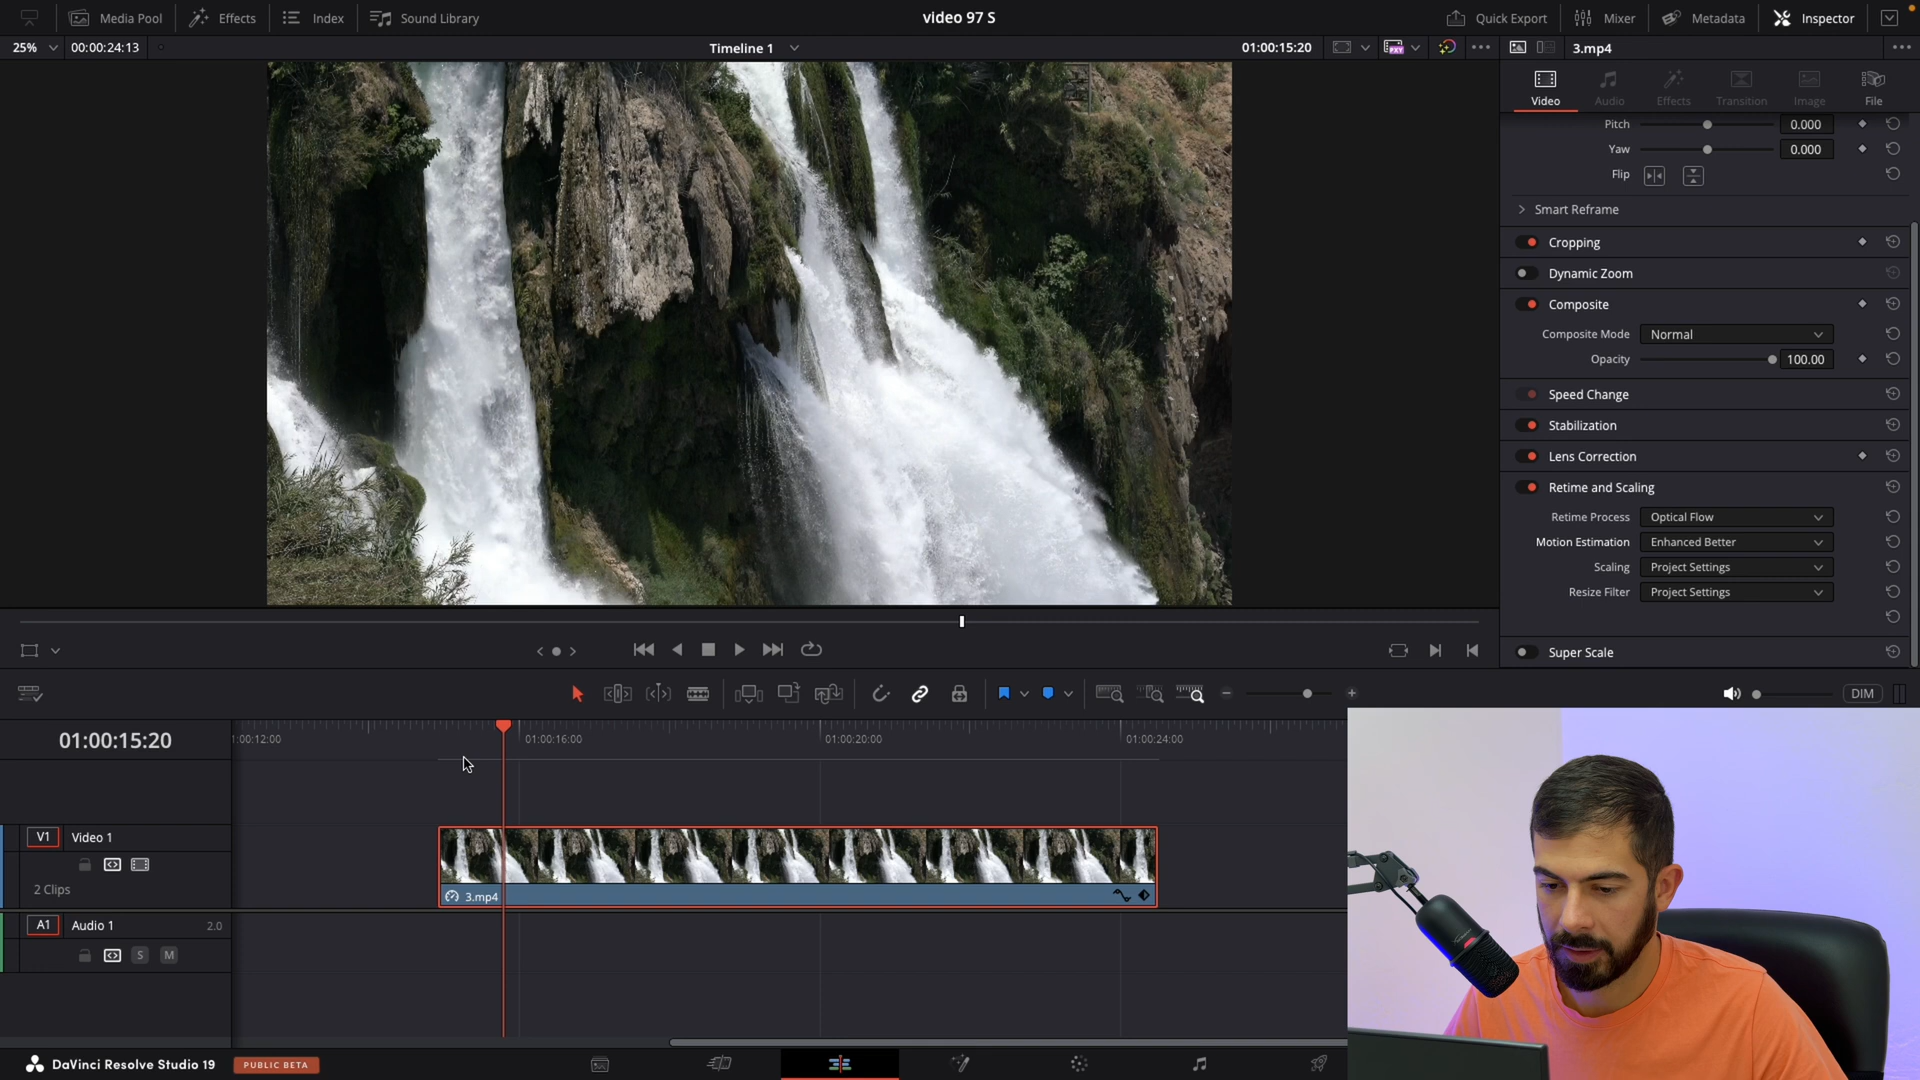 Media Pool
Effects
Index
Sound Library
video 97 S
Quick Export
Mixer
Metadata
Inspector
25%
00:00:24:13
Timeline 1
01:00:15:20
PXY
3.mp4
Video
Audio
Effects
Transition
Image
File
Pitch 0.000
Yaw 0.000
Flip
Smart Reframe
Cropping
Dynamic Zoom
Composite
Composite Mode Normal
Opacity 100.00
Speed Change
Stabilization
Lens Correction
Retime and Scaling
Retime Process Optical Flow
Motion Estimation Enhanced Better
Scaling Project Settings
Resize Filter Project Settings
Super Scale
DIM
01:00:15:20
1:00:12:00
01:00:16:00
01:00:20:00
01:00:24:00
V1 Video 1
2 Clips
3.mp4
A1 Audio 1 2.0
S M
DaVinci Resolve Studio 19
PUBLIC BETA